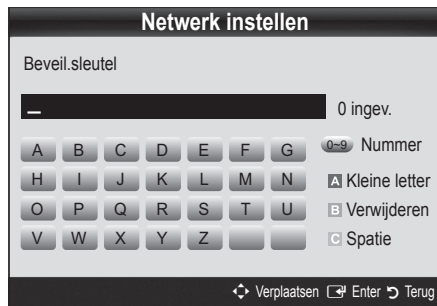 Netwerk instellen
Beveil.sleutel
_ 0 ingev.
A B C D E F G 0~9 Nummer
H I J K L M N A Kleine letter
O P Q R S T U B Verwijderen
V W X Y Z C Spatie
Verplaatsen Enter Terug